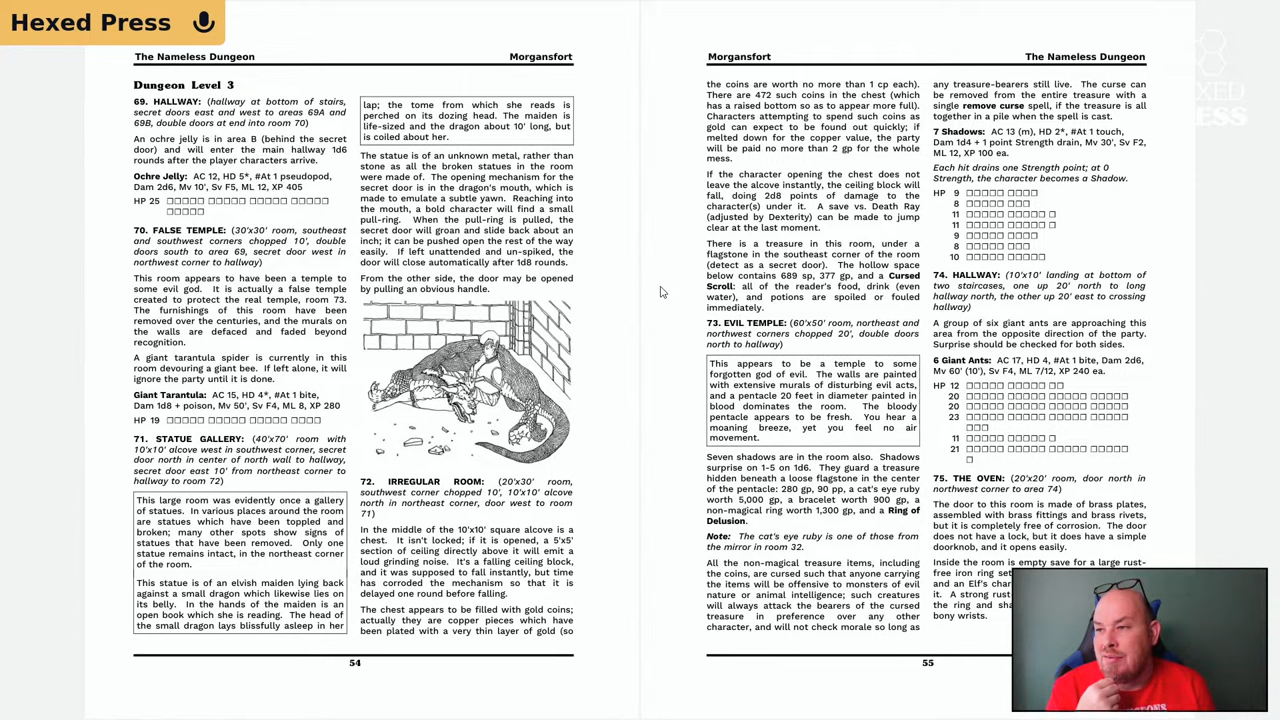 Hexed Press
The Nameless Dungeon
Morgansfort
Dungeon Level 3
69. HALLWAY: (hallway at bottom of stairs,
secret doors east and west to areas 69A and
69B, double doors at end into room 70)
An ochre jelly is in area B (behind the secret
door) and will enter the main hallway 1d6
rounds after the player characters arrive.
Ochre Jelly: AC 12, HD 5*, #At 1 pseudopod,
Dam 2d6, Mv 10', Sv F5, ML 12, XP 405
HP 25
70. FALSE TEMPLE: (30'x30' room, southeast
and southwest corners chopped 10', double
doors south to area 69, secret door west in
northwest corner to hallway)
This room appears to have been a temple to
some evil god. It is actually a false temple
created to protect the real temple, room 73.
The furnishings of this room have been
removed over the centuries, and the murals on
the walls are defaced and faded beyond
recognition.
A giant tarantula spider is currently in this
room devouring a giant bee. If left alone, it will
ignore the party until it is done.
Giant Tarantula: AC 15, HD 4*, #At 1 bite,
Dam 1d8 + poison, Mv 50', Sv F4, ML 8, XP 280
HP 19
71. STATUE GALLERY: (40'x70' room with
10'x10' alcove west in southwest corner, secret
door north in center of north wall to hallway,
secret door east 10' from northeast corner to
hallway to room 72)
This large room was evidently once a gallery
of statues. In various places around the room
are statues which have been toppled and
broken; many other spots show signs of
statues that have been removed. Only one
statue remains intact, in the northeast corner
of the room.
This statue is of an elvish maiden lying back
against a small dragon which likewise lies on
its belly. In the hands of the maiden is an
open book which she is reading. The head of
the small dragon lays blissfully asleep in her
lap; the tome from which she reads is
perched on its dozing head. The maiden is
life-sized and the dragon about 10' long, but
is coiled about her.
The statue is of an unknown metal, rather than
stone as all the broken statues in the room
were made of. The opening mechanism for the
secret door is in the dragon's mouth, which is
made to emulate a subtle yawn. Reaching into
the mouth, a bold character will find a small
pull-ring. When the pull-ring is pulled, the
secret door will groan and slide back about an
inch; it can be pushed open the rest of the way
easily. If left unattended and un-spiked, the
door will close automatically after 1d8 rounds.
From the other side, the door may be opened
by pulling an obvious handle.
72. IRREGULAR ROOM: (20'x30' room,
southwest corner chopped 10', 10'x10' alcove
north in northeast corner, door west to room
71)
In the middle of the 10'x10' square alcove is a
chest. It isn't locked; if it is opened, a 5'x5'
section of ceiling directly above it will emit a
loud grinding noise. It's a falling ceiling block,
and it was supposed to fall instantly, but time
has corroded the mechanism so that it is
delayed one round before falling.
The chest appears to be filled with gold coins;
actually they are copper pieces which have
been plated with a very thin layer of gold (so
54
Morgansfort
The Nameless Dungeon
the coins are worth no more than 1 cp each).
There are 472 such coins in the chest (which
has a raised bottom so as to appear more full).
Characters attempting to spend such coins as
gold can expect to be found out quickly; if
melted down for the copper value, the party
will be paid no more than 2 gp for the whole
mess.
If the character opening the chest does not
leave the alcove instantly, the ceiling block will
fall, doing 2d8 points of damage to the
character(s) under it. A save vs. Death Ray
(adjusted by Dexterity) can be made to jump
clear at the last moment.
There is a treasure in this room, under a
flagstone in the southeast corner of the room
(detect as a secret door). The hollow space
below contains 689 sp, 377 gp, and a Cursed
Scroll: all of the reader's food, drink (even
water), and potions are spoiled or fouled
immediately.
73. EVIL TEMPLE: (60'x50' room, northeast and
northwest corners chopped 20', double doors
north to hallway)
This appears to be a temple to some
forgotten god of evil. The walls are painted
with extensive murals of disturbing evil acts,
and a pentacle 20 feet in diameter painted in
blood dominates the room. The bloody
pentacle appears to be fresh. You hear a
moaning breeze, yet you feel no air
movement.
Seven shadows are in the room also. Shadows
surprise on 1-5 on 1d6. They guard a treasure
hidden beneath a loose flagstone in the center
of the pentacle: 280 gp, 90 pp, a cat's eye ruby
worth 5,000 gp, a bracelet worth 900 gp, a
non-magical ring worth 1,300 gp, and a Ring of
Delusion.
Note: The cat's eye ruby is one of those from
the mirror in room 32.
All the non-magical treasure items, including
the coins, are cursed such that anyone carrying
the items will be offensive to monsters of evil
nature or animal intelligence; such creatures
will always attack the bearers of the cursed
treasure in preference over any other
character, and will not check morale so long as
any treasure-bearers still live. The curse can
be removed from the entire treasure with a
single remove curse spell, if the treasure is all
together in a pile when the spell is cast.
7 Shadows: AC 13 (m), HD 2*, #At 1 touch,
Dam 1d4 + 1 point Strength drain, Mv 30', Sv F2,
ML 12, XP 100 ea.
Each hit drains one Strength point; at 0
Strength, the character becomes a Shadow.
HP 9
8
11
11
9
8
10
74. HALLWAY: (10'x10' landing at bottom of
two staircases, one up 20' north to long
hallway north, the other up 20' east to crossing
hallway)
A group of six giant ants are approaching this
area from the opposite direction of the party.
Surprise should be checked for both sides.
6 Giant Ants: AC 17, HD 4, #At 1 bite, Dam 2d6,
Mv 60' (10'), Sv F4, ML 7/12, XP 240 ea.
HP 12
20
20
23
11
21
75. THE OVEN: (20'x20' room, door north in
northwest corner to area 74)
The door to this room is made of brass plates,
assembled with brass fittings and brass rivets,
but it is completely free of corrosion. The door
does not have a lock, but it does have a simple
doorknob, and it opens easily.
Inside the room is empty save for a large rust-
free iron ring set
and an Elf's char
it. A strong rust
the ring and sha
bony wrists.
55